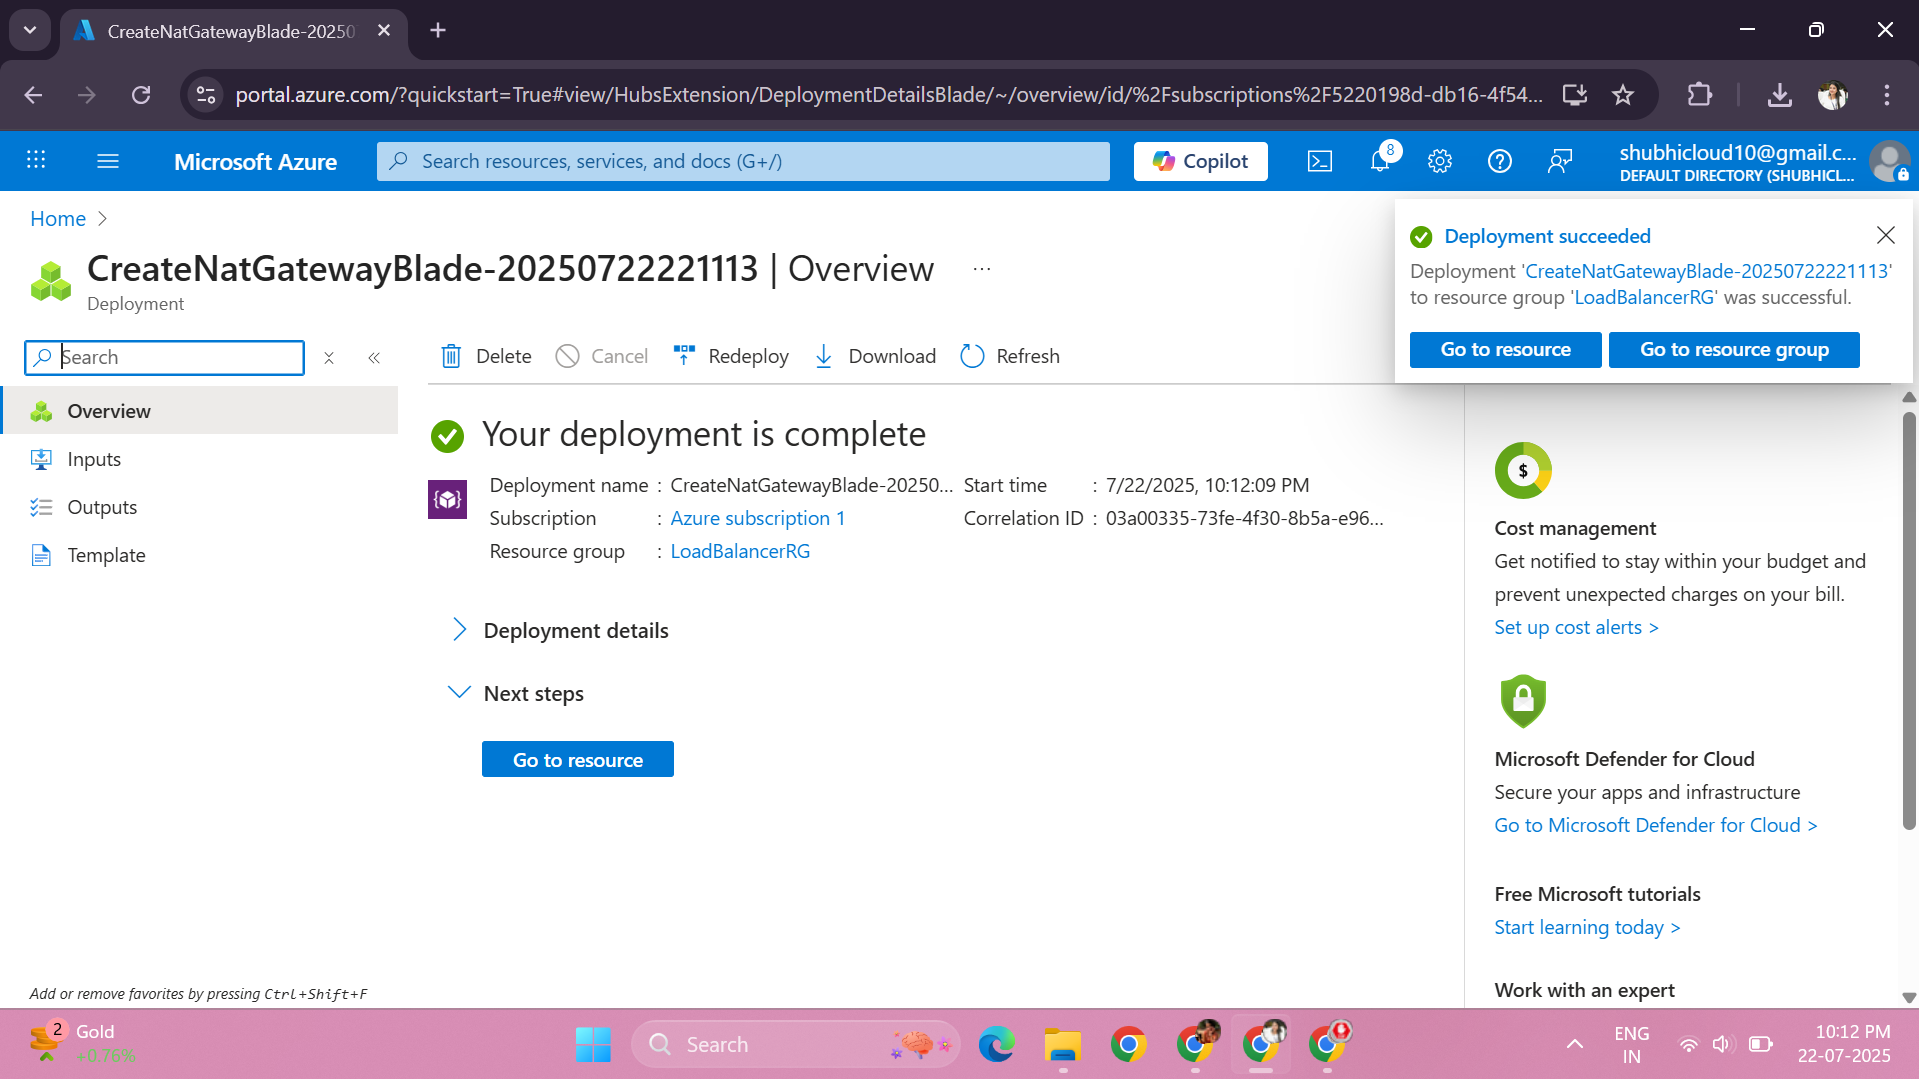 CreateNatGatewayBlade-20250
portal.azure.com/?quickstart=True#view/HubsExtension/DeploymentDetailsBlade/~/overview/id/%2Fsubscriptions%2F5220198d-db16-4f54...
Microsoft Azure
Search resources, services, and docs (G+/)
Copilot
8
shubhicloud10@gmail.c...
DEFAULT DIRECTORY (SHUBHICL...
Home
CreateNatGatewayBlade-20250722221113 | Overview ...
Deployment
Deployment succeeded
Deployment 'CreateNatGatewayBlade-20250722221113'
to resource group 'LoadBalancerRG' was successful.
Go to resource
Go to resource group
Search
Delete
Cancel
Redeploy
Download
Refresh
Overview
Inputs
Outputs
Template
Your deployment is complete
Deployment name : CreateNatGatewayBlade-20250...
Subscription : Azure subscription 1
Resource group : LoadBalancerRG
Start time : 7/22/2025, 10:12:09 PM
Correlation ID : 03a00335-73fe-4f30-8b5a-e96...
Deployment details
Next steps
Go to resource
$
Cost management
Get notified to stay within your budget and
prevent unexpected charges on your bill.
Set up cost alerts >
Microsoft Defender for Cloud
Secure your apps and infrastructure
Go to Microsoft Defender for Cloud >
Free Microsoft tutorials
Start learning today >
Work with an expert
Add or remove favorites by pressing Ctrl+Shift+F
2
Gold
+0.76%
Search
ENG
IN
10:12 PM
22-07-2025